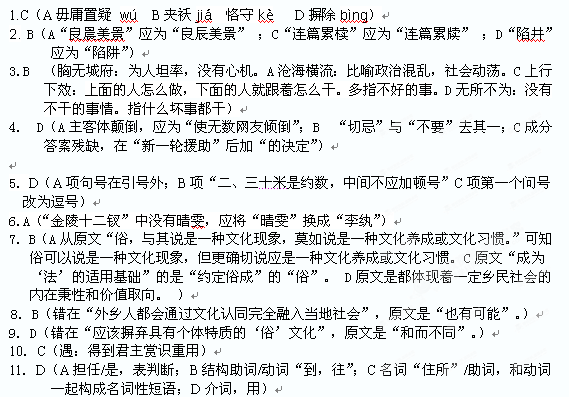 1.C（A 毋庸置疑  wú   B 夹袄 jiá  恪守 kè    D 摒除 bìng）
2. B（A“良景美景”应为“良辰美景” ；C“连篇累椟”应为“连篇累牍” ；D“陷井”
应为“陷阱”）
3.B （胸无城府：为人坦率，没有心机。A 沧海横流：比喻政治混乱，社会动荡。C 上行
下效：上面的人怎么做，下面的人就跟着怎么干。多指不好的事。D 无所不为：没有
不干的事情。指什么坏事都干）
4.  D（A 主客体颠倒，应为“使无数网友倾倒”；B  “切忌”与“不要”去其一；C 成分
答案残缺，在“新一轮援助”后加“的决定”）
5. D（A 项句号在引号外；B 项“二、三十米是约数，中间不应加顿号”C 项第一个问号
改为逗号）
6.A（“金陵十二钗”中没有晴雯，应将“晴雯”换成“李纨”）
7. B（A 从原文“俗，与其说是一种文化现象，莫如说是一种文化养成或文化习惯。”可知
俗可以说是一种文化现象，但更确切说应是一种文化养成或文化习惯。C 原文“成为
‘法’的适用基础”的是“约定俗成”的“俗”。 D 原文是都体现着一定乡民社会的
内在秉性和价值取向。 ）
8. B（错在“外乡人都会通过文化认同完全融入当地社会”，原文是“也有可能”。）
9. D（错在“应该摒弃具有个体特质的‘俗’文化”，原文是“和而不同”。）
10. C（遇：得到君主赏识重用）
11. D（A 担任/是，表判断；B 结构助词/动词“到，往”；C 名词“住所”/助词，和动词
一起构成名词性短语；D 介词，用）